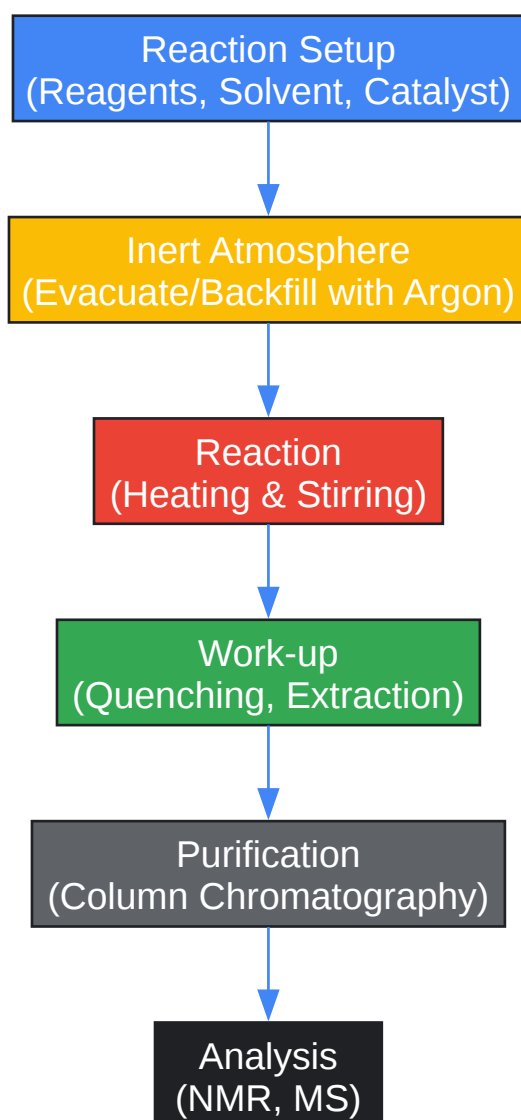 Reaction Setup
(Reagents, Solvent, Catalyst)
Inert Atmosphere
(Evacuate/Backfill with Argon)
Reaction
(Heating & Stirring)
Work-up
(Quenching, Extraction)
Purification
(Column Chromatography)
Analysis
(NMR, MS)